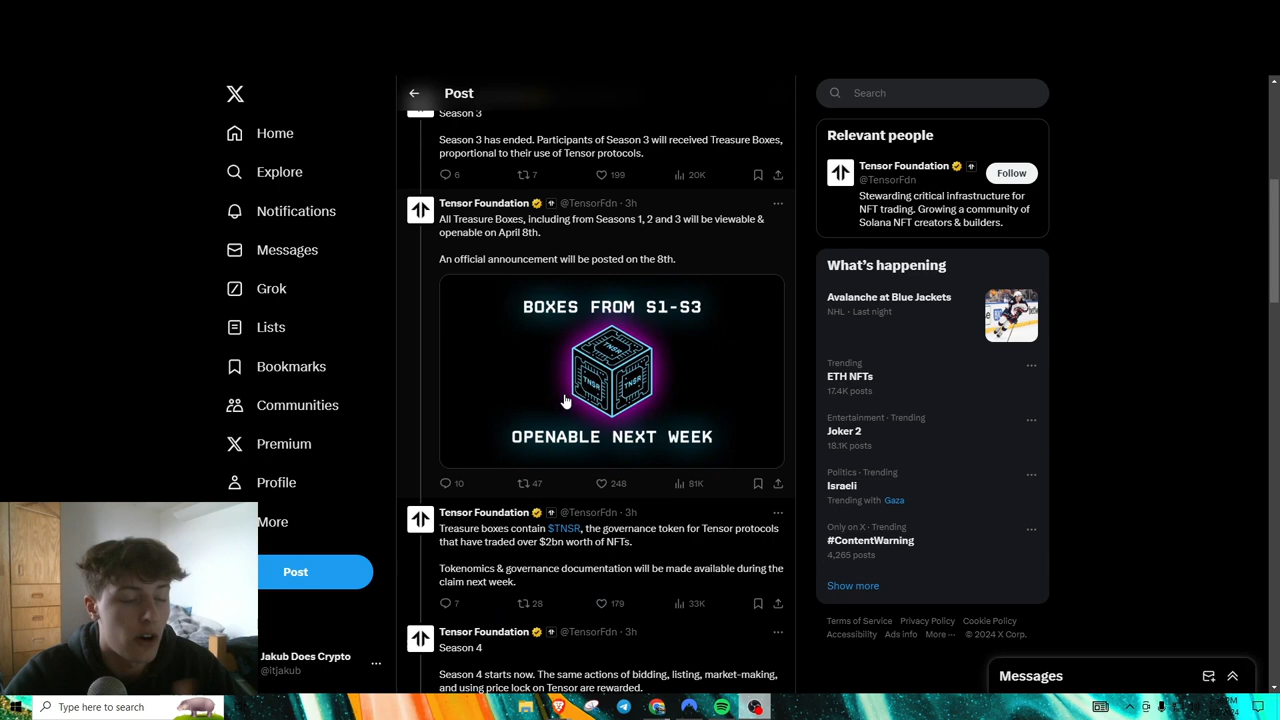 Post
Search
Home
Explore
Notifications
Messages
Grok
Lists
Bookmarks
Communities
Premium
Profile
More
Post
Jakub Does Crypto
@itjakub
Season 3
Season 3 has ended. Participants of Season 3 will received Treasure Boxes,
proportional to their use of Tensor protocols.
6 7 199 20K
Tensor Foundation @TensorFdn · 3h
All Treasure Boxes, including from Seasons 1, 2 and 3 will be viewable &
openable on April 8th.
An official announcement will be posted on the 8th.
BOXES FROM S1-S3
TNSR
TNSR TNSR
OPENABLE NEXT WEEK
10 47 248 81K
Tensor Foundation @TensorFdn · 3h
Treasure boxes contain $TNSR, the governance token for Tensor protocols
that have traded over $2bn worth of NFTs.
Tokenomics & governance documentation will be made available during the
claim next week.
7 28 179 33K
Tensor Foundation @TensorFdn · 3h
Season 4
Season 4 starts now. The same actions of bidding, listing, market-making,
and using price lock on Tensor are rewarded.
Relevant people
Tensor Foundation
@TensorFdn
Follow
Stewarding critical infrastructure for
NFT trading. Growing a community of
Solana NFT creators & builders.
What's happening
Avalanche at Blue Jackets
NHL · Last night
Trending
ETH NFTs
17.4K posts
Entertainment · Trending
Joker 2
18.1K posts
Politics · Trending
Israeli
Trending with Gaza
Only on X · Trending
#ContentWarning
4,265 posts
Show more
Terms of Service Privacy Policy Cookie Policy
Accessibility Ads info More ··· © 2024 X Corp.
Messages
Type here to search